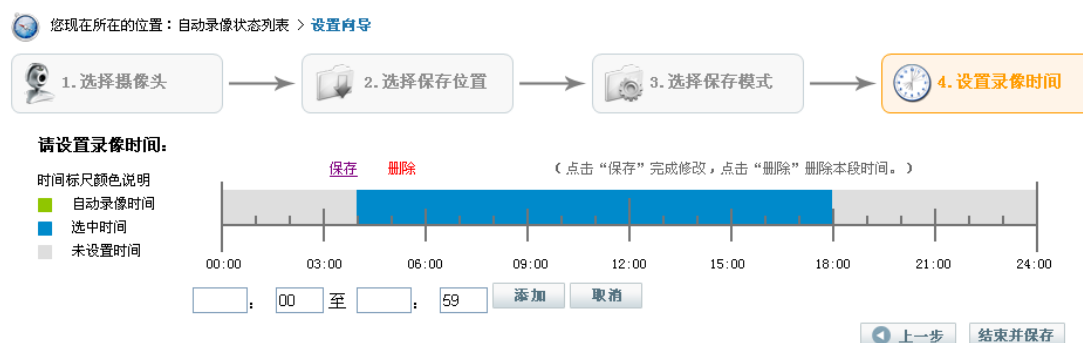 您现在所在的位置：自动录像状态列表 > 设置向导
1.选择摄像头 2.选择保存位置 3.选择保存模式 4.设置录像时间
请设置录像时间：
保存 删除 （点击“保存”完成修改，点击“删除”删除本段时间。）
时间标尺颜色说明
自动录像时间
选中时间
未设置时间
00:00 03:00 06:00 09:00 12:00 15:00 18:00 21:00 24:00
： 00 至 ： 59 添加 取消
上一步 结束并保存